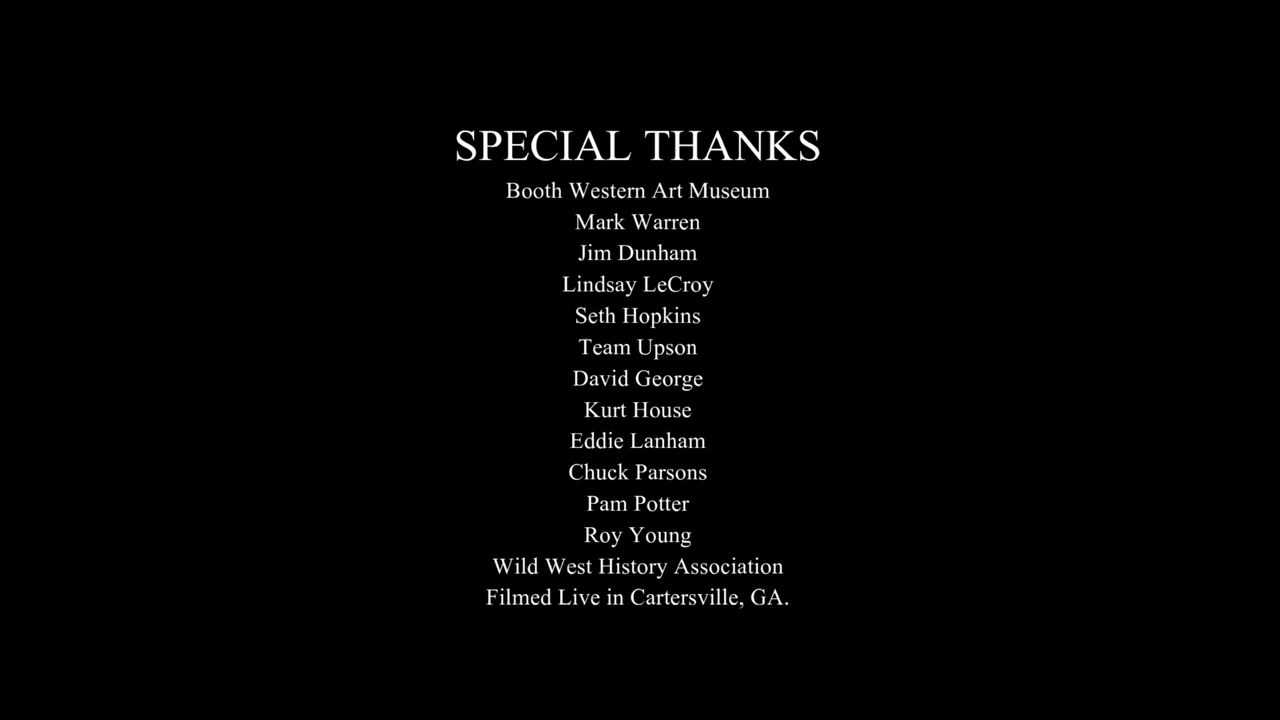 SPECIAL THANKS
Booth Western Art Museum
Mark Warren
Jim Dunham
Lindsay LeCroy
Seth Hopkins
Team Upson
David George
Kurt House
Eddie Lanham
Chuck Parsons
Pam Potter
Roy Young
Wild West History Association
Filmed Live in Cartersville, GA.